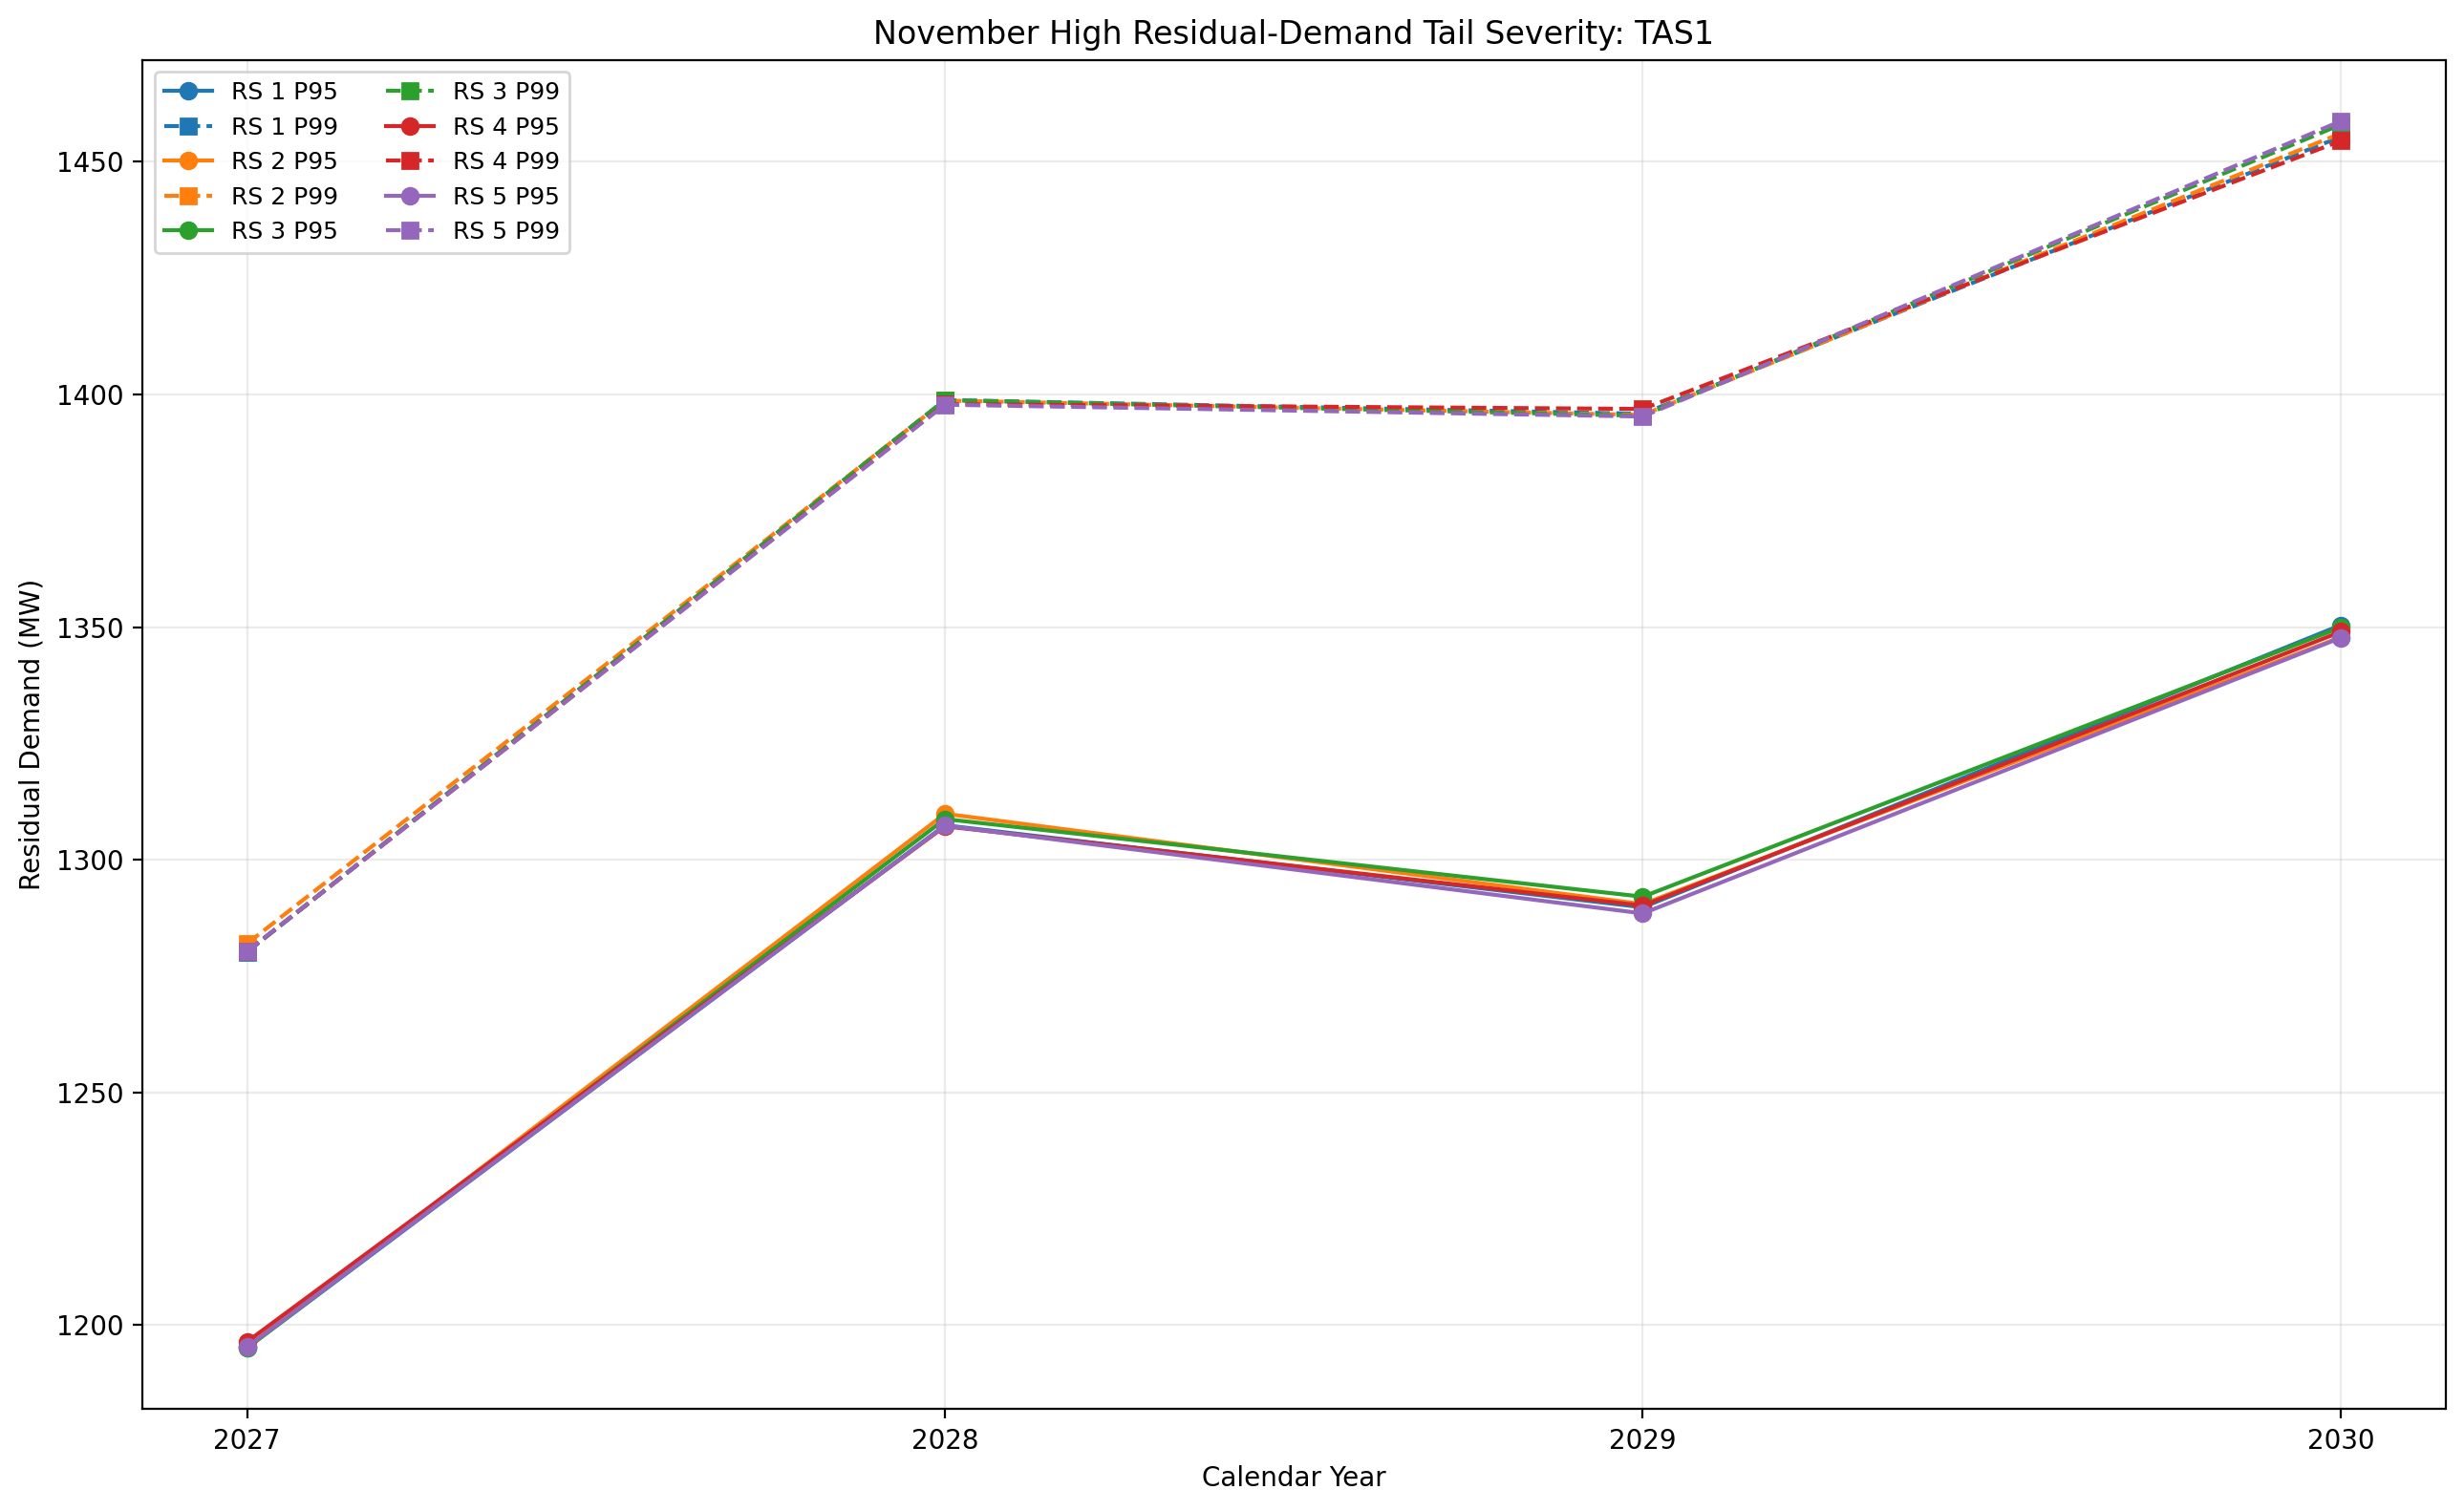 November High Residual-Demand Tail Severity: TAS1
RS 1 P95
RS 1 P99
RS 2 P95
RS 2 P99
RS 3 P95
RS 3 P99
RS 4 P95
RS 4 P99
RS 5 P95
RS 5 P99
Residual Demand (MW)
1450
1400
1350
1300
1250
1200
2027 2028 2029 2030
Calendar Year